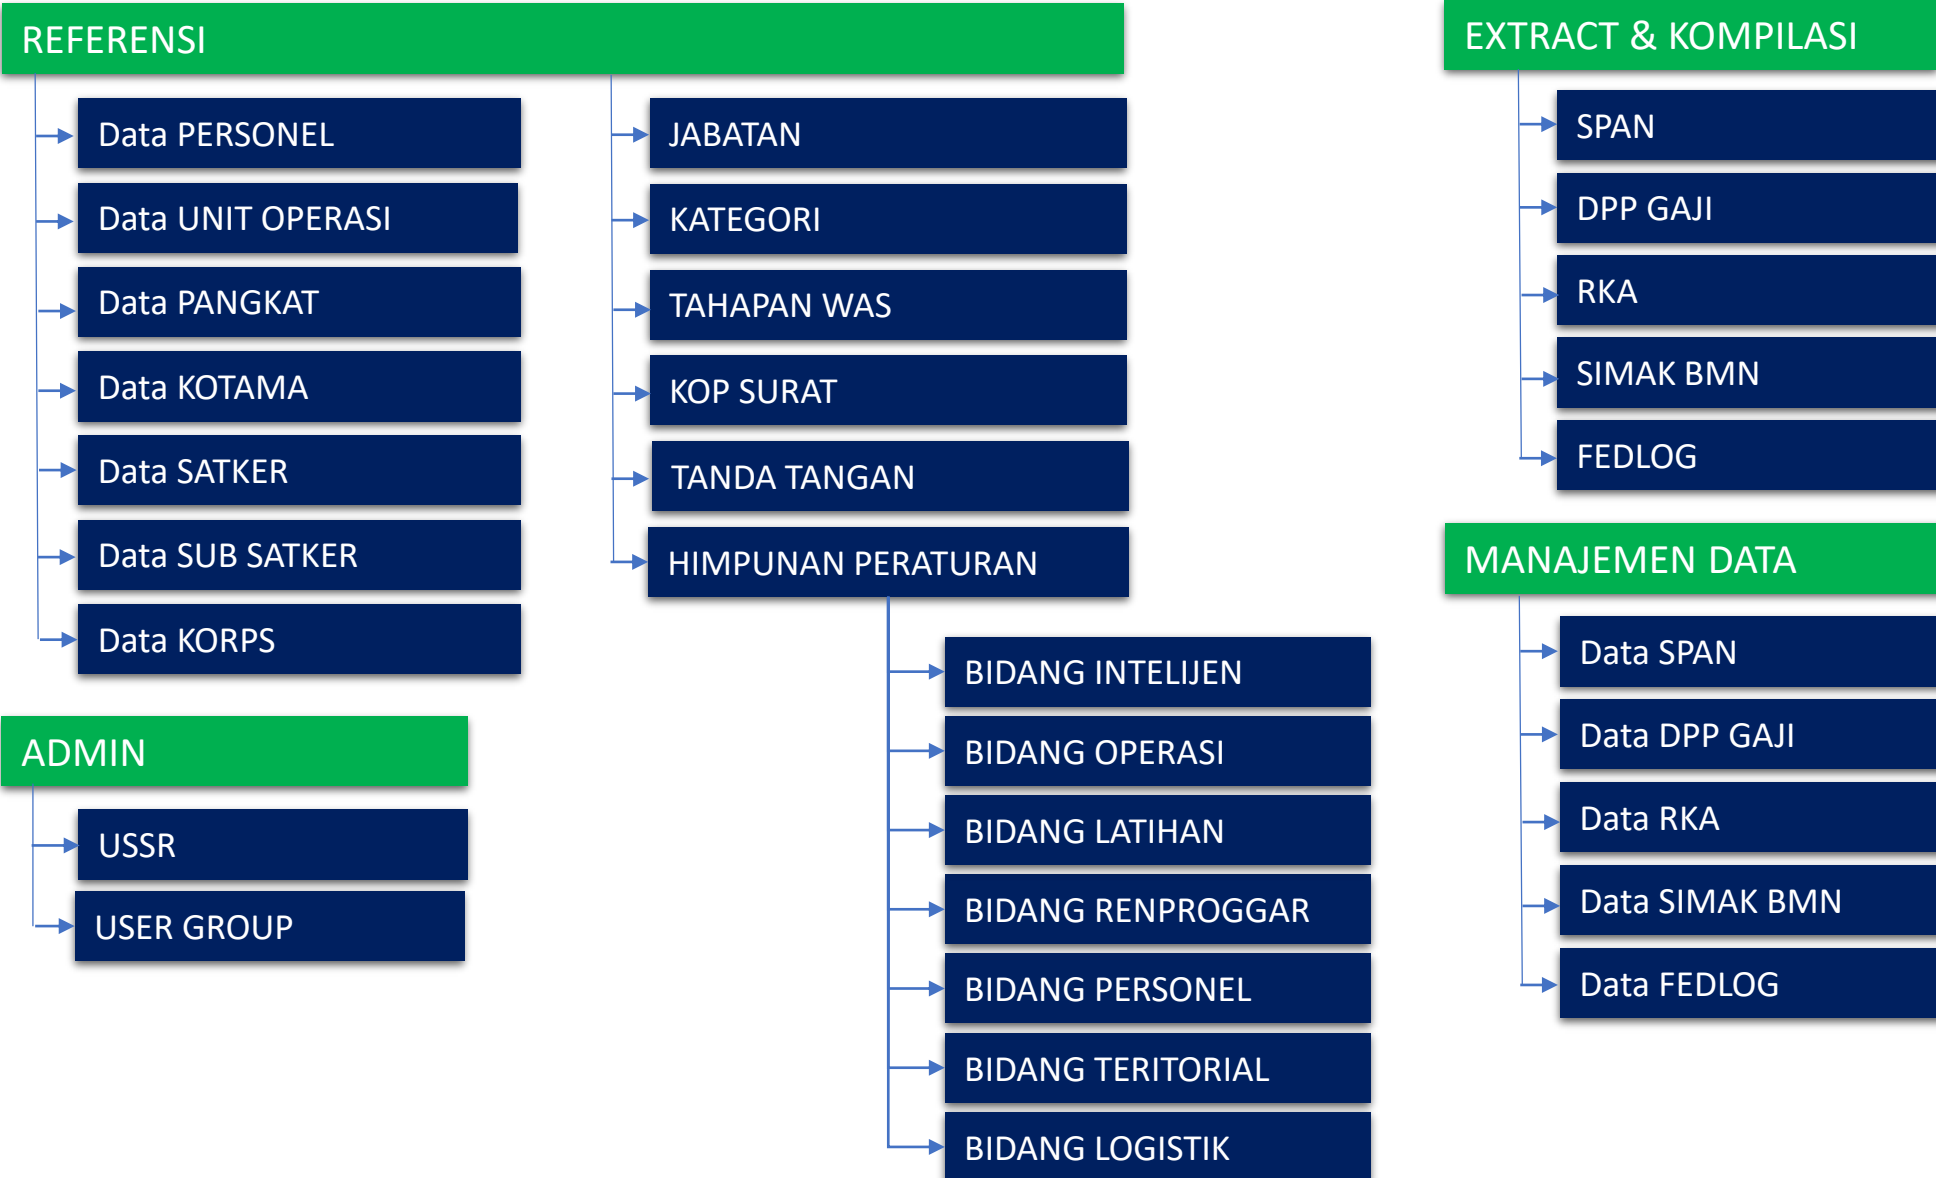 REFERENSI
Data PERSONEL
Data UNIT OPERASI
Data PANGKAT
Data KOTAMA
Data SATKER
Data SUB SATKER
Data KORPS
JABATAN
KATEGORI
TAHAPAN WAS
KOP SURAT
TANDA TANGAN
HIMPUNAN PERATURAN
BIDANG INTELIJEN
BIDANG OPERASI
BIDANG LATIHAN
BIDANG RENPROGGAR
BIDANG PERSONEL
BIDANG TERITORIAL
BIDANG LOGISTIK
ADMIN
USSR
USER GROUP
EXTRACT & KOMPILASI
SPAN
DPP GAJI
RKA
SIMAK BMN
FEDLOG
MANAJEMEN DATA
Data SPAN
Data DPP GAJI
Data RKA
Data SIMAK BMN
Data FEDLOG